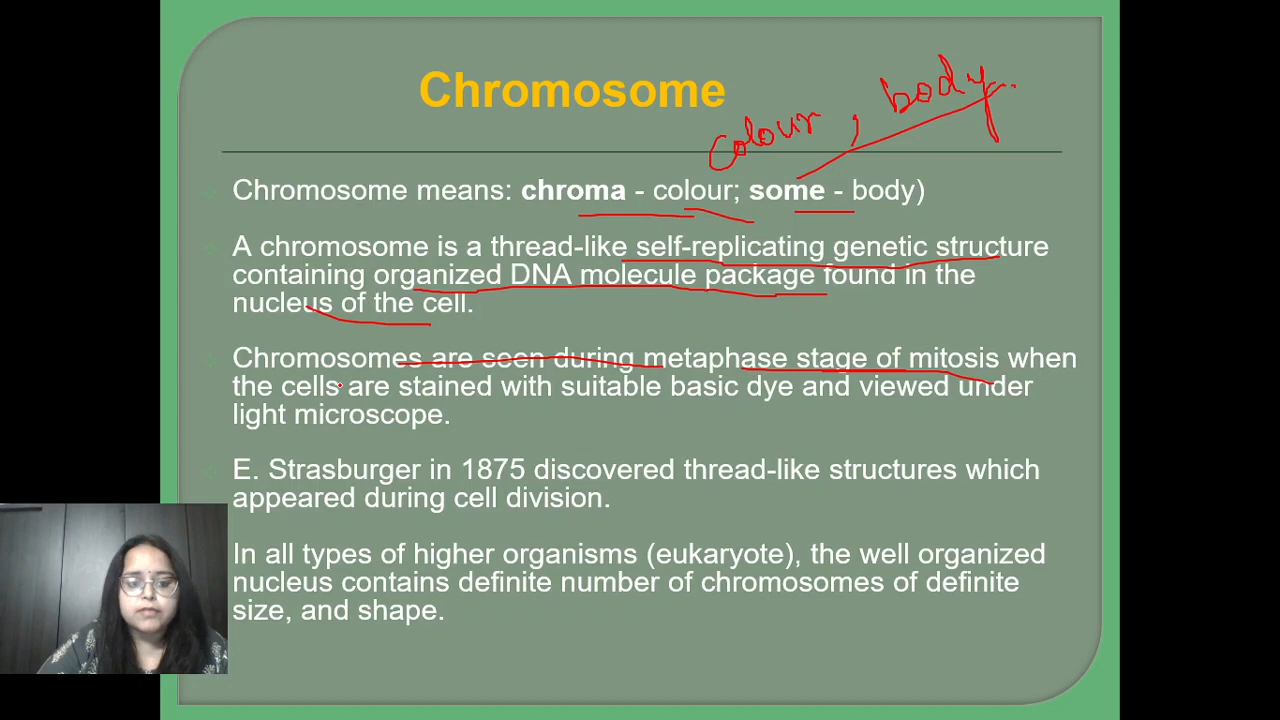 Chromosome
colour, body
Chromosome means: chroma - colour; some - body)
A chromosome is a thread-like self-replicating genetic structure
containing organized DNA molecule package found in the
nucleus of the cell.
Chromosomes are seen during metaphase stage of mitosis when
the cells are stained with suitable basic dye and viewed under
light microscope.
E. Strasburger in 1875 discovered thread-like structures which
appeared during cell division.
In all types of higher organisms (eukaryote), the well organized
nucleus contains definite number of chromosomes of definite
size, and shape.